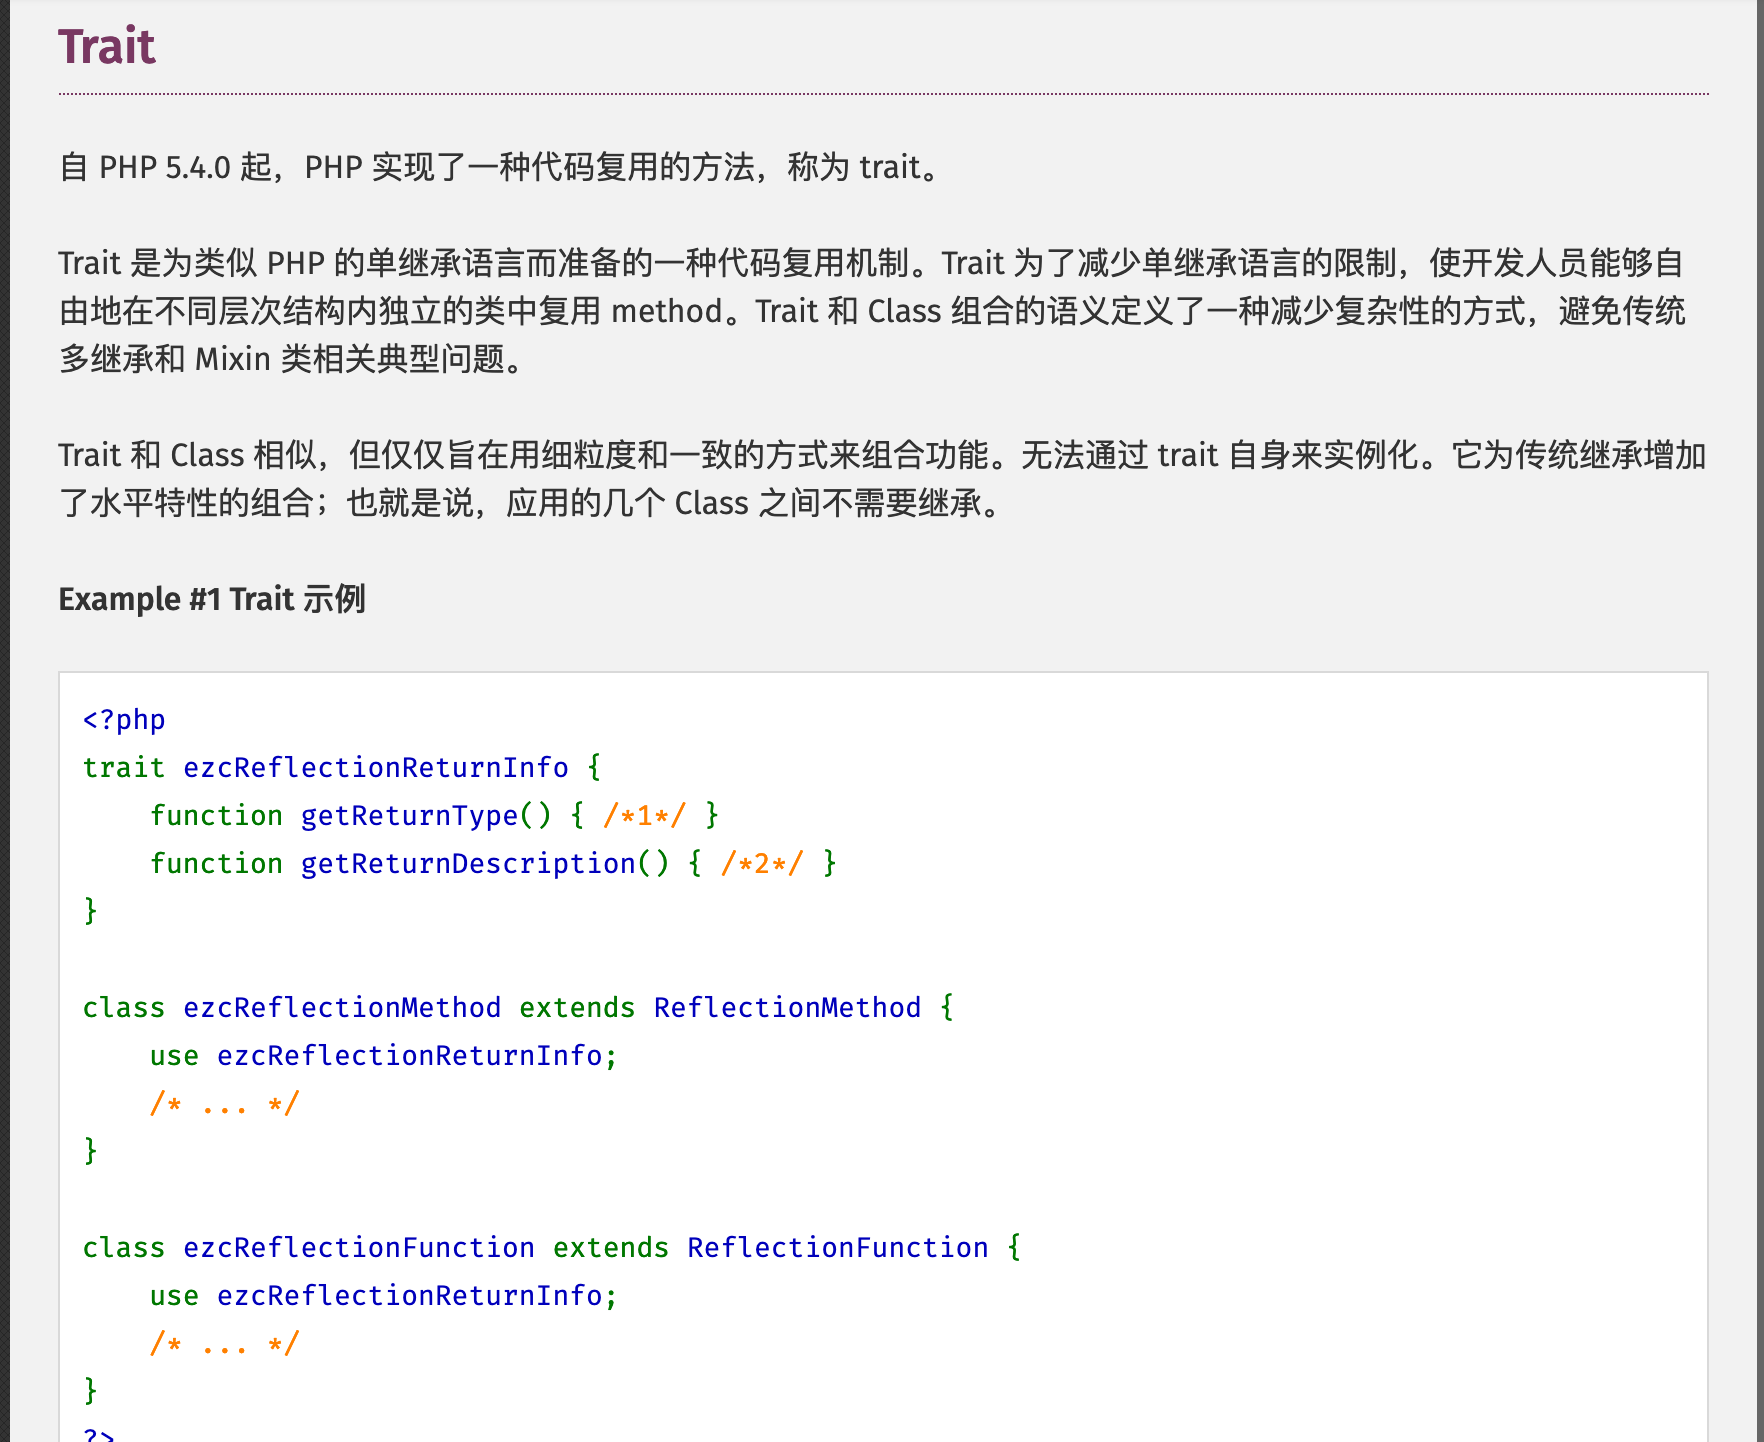 Trait
自 PHP 5.4.0 起，PHP 实现了一种代码复用的方法，称为 trait。
Trait 是为类似 PHP 的单继承语言而准备的一种代码复用机制。Trait 为了减少单继承语言的限制，使开发人员能够自
由地在不同层次结构内独立的类中复用 method。Trait 和 Class 组合的语义定义了一种减少复杂性的方式，避免传统
多继承和 Mixin 类相关典型问题。
Trait 和 Class 相似，但仅仅旨在用细粒度和一致的方式来组合功能。无法通过 trait 自身来实例化。它为传统继承增加
了水平特性的组合；也就是说，应用的几个 Class 之间不需要继承。
Example #1 Trait 示例
<?php
trait ezcReflectionReturnInfo {
    function getReturnType() { /*1*/ }
    function getReturnDescription() { /*2*/ }
}
class ezcReflectionMethod extends ReflectionMethod {
    use ezcReflectionReturnInfo;
    /* ... */
}
class ezcReflectionFunction extends ReflectionFunction {
    use ezcReflectionReturnInfo;
    /* ... */
}
?>